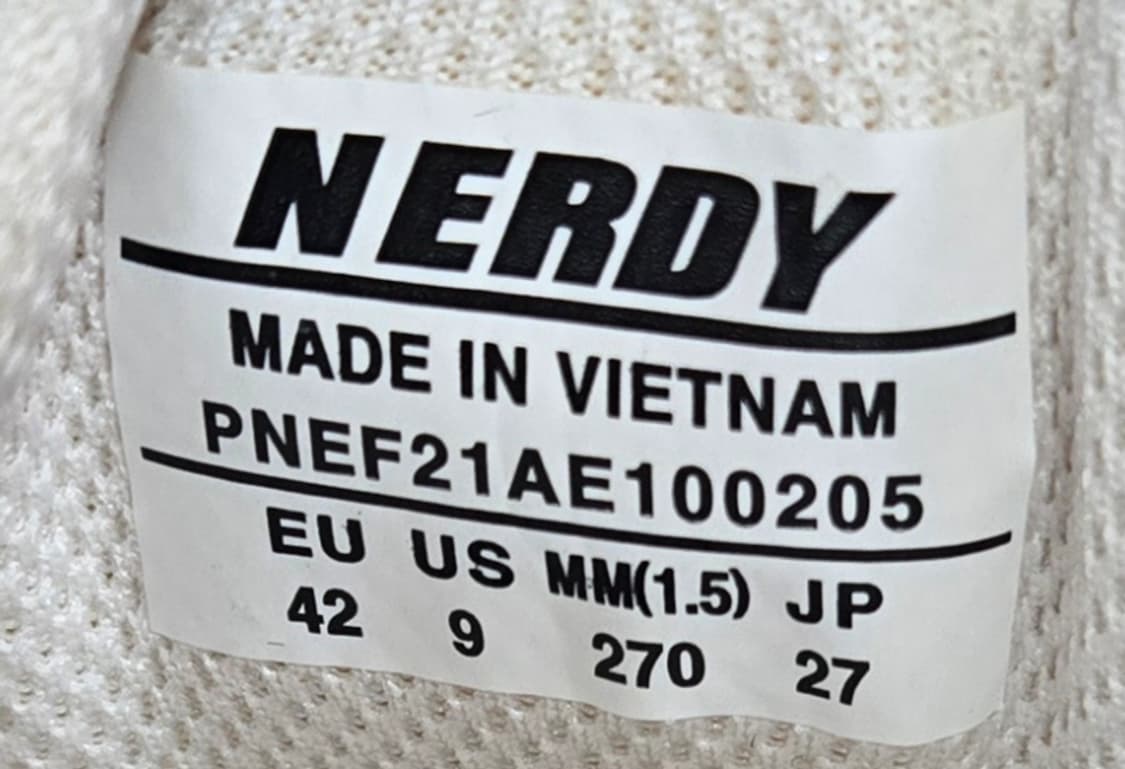 NERDY
MADE IN VIETNAM
PNEF21AE100205
EU US MM(1.5) JP
42 9 270 27